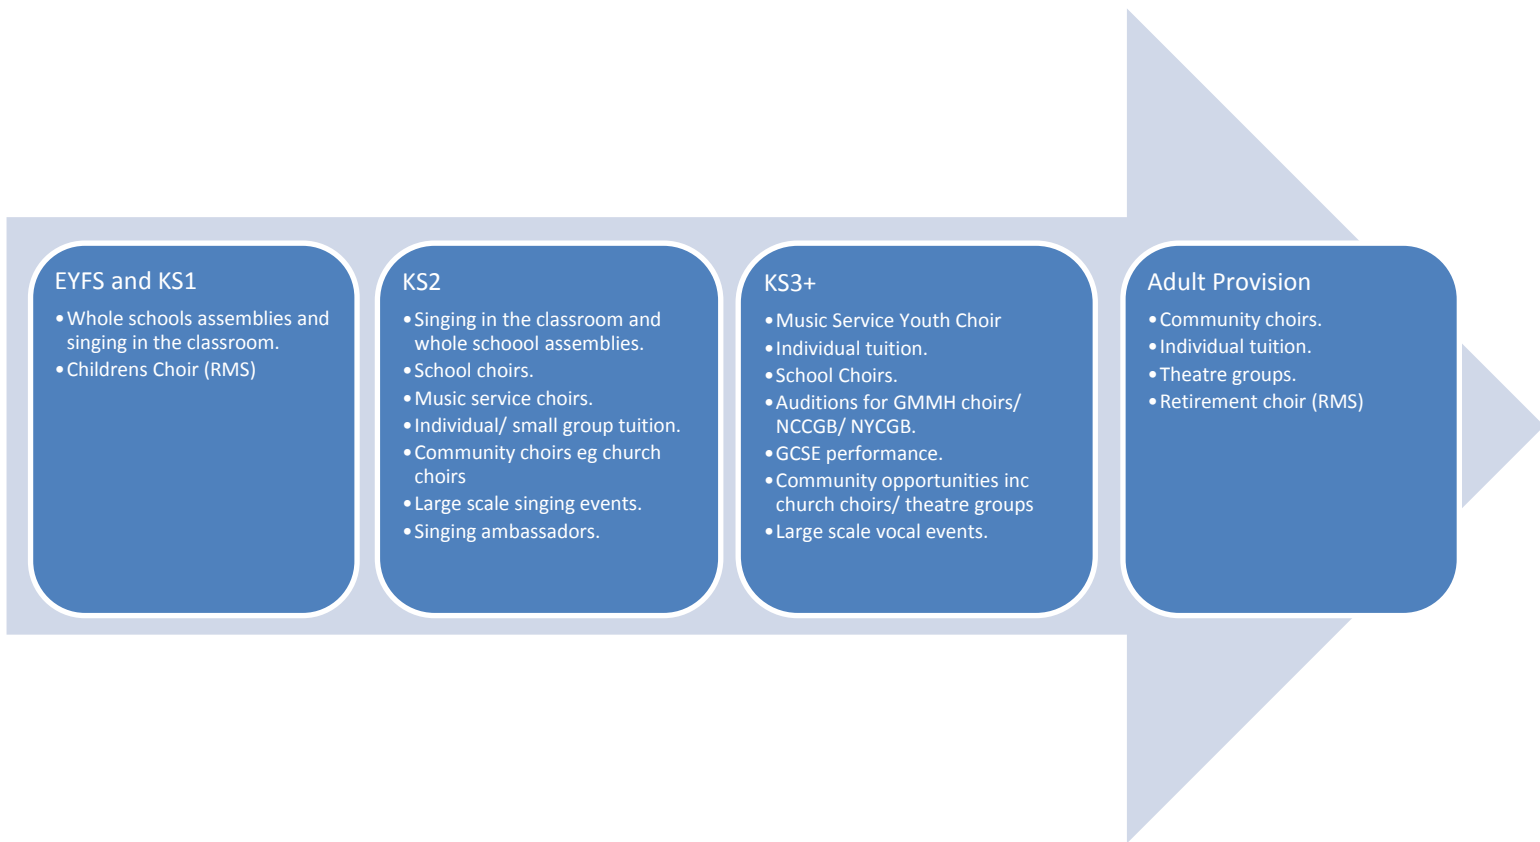 EYFS and KS1
•Whole schools assemblies and
singing in the classroom.
•Childrens Choir (RMS)
KS2
•Singing in the classroom and
whole schoool assemblies.
•School choirs.
•Music service choirs.
•Individual/ small group tuition.
•Community choirs eg church
choirs
•Large scale singing events.
•Singing ambassadors.
KS3+
•Music Service Youth Choir
•Individual tuition.
•School Choirs.
•Auditions for GMMH choirs/
NCCGB/ NYCGB.
•GCSE performance.
•Community opportunities inc
church choirs/ theatre groups
•Large scale vocal events.
Adult Provision
•Community choirs.
•Individual tuition.
•Theatre groups.
•Retirement choir (RMS)